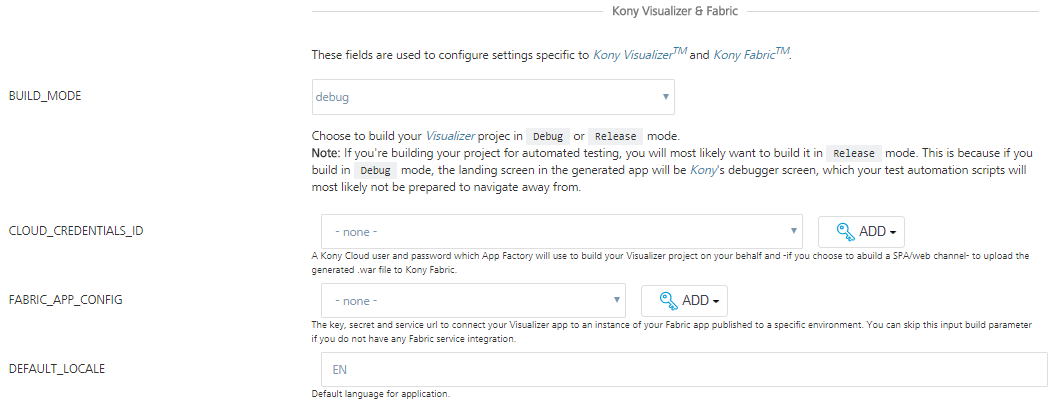 Kony Visualizer & Fabric
These fields are used to configure settings specific to Kony Visualizer™ and Kony Fabric™.
BUILD_MODE
debug
Choose to build your Visualizer projec in Debug or Release mode.
Note: If you're building your project for automated testing, you will most likely want to build it in Release mode. This is because if you
build in Debug mode, the landing screen in the generated app will be Kony's debugger screen, which your test automation scripts will
most likely not be prepared to navigate away from.
CLOUD_CREDENTIALS_ID
- none -
ADD
A Kony Cloud user and password which App Factory will use to build your Visualizer project on your behalf and -if you choose to abuild a SPA/web channel- to upload the
generated .war file to Kony Fabric.
FABRIC_APP_CONFIG
- none -
ADD
The key, secret and service url to connect your Visualizer app to an instance of your Fabric app published to a specific environment. You can skip this input build parameter
if you do not have any Fabric service integration.
DEFAULT_LOCALE
EN
Default language for application.